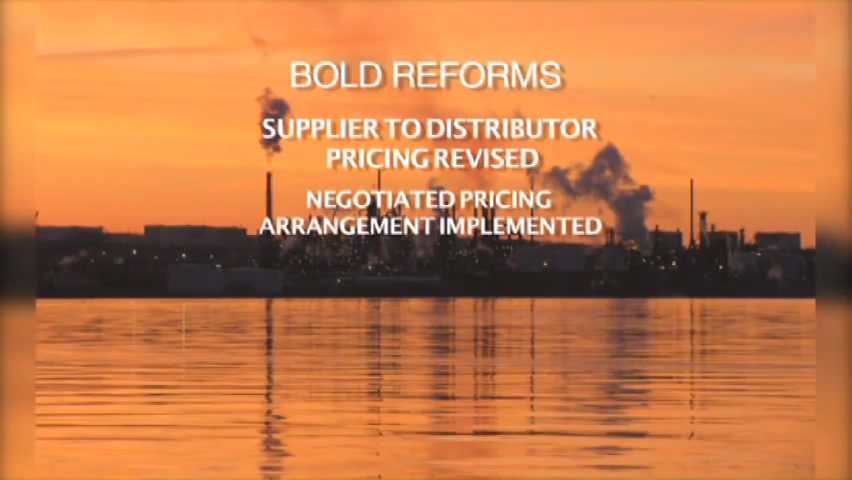 BOLD REFORMS
SUPPLIER TO DISTRIBUTOR
PRICING REVISED
NEGOTIATED PRICING
ARRANGEMENT IMPLEMENTED